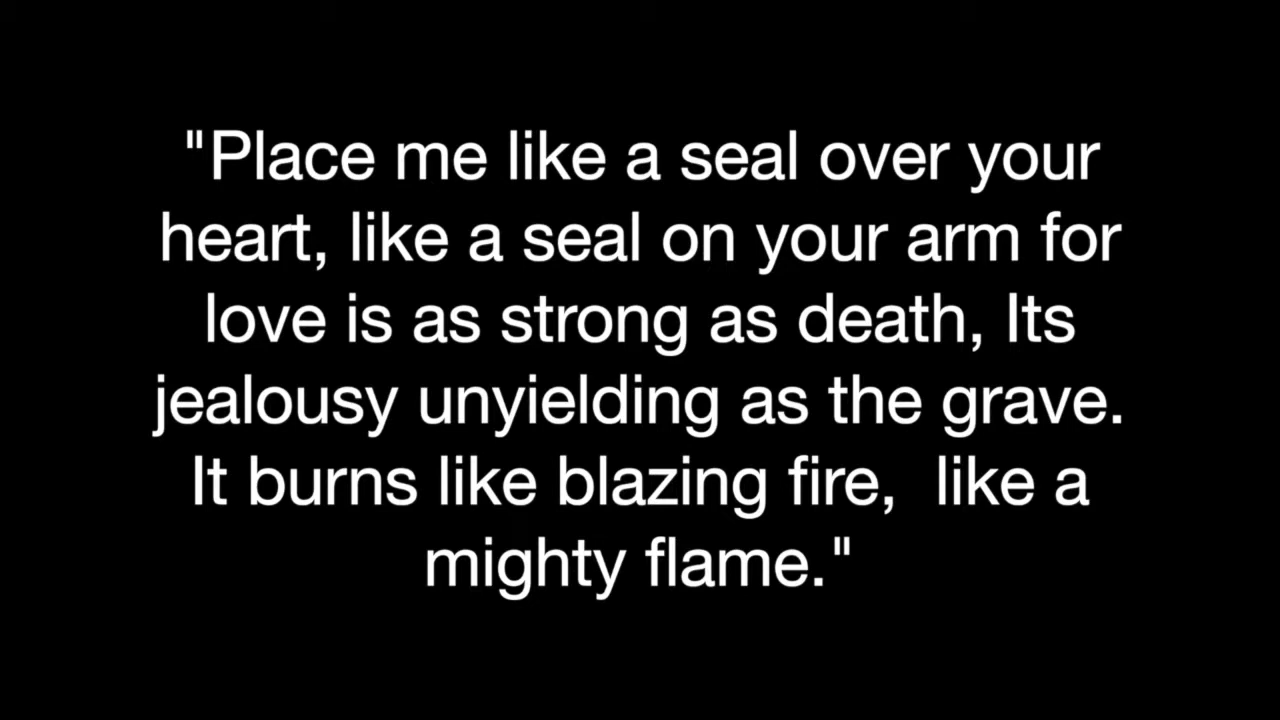 "Place me like a seal over your
heart, like a seal on your arm for
love is as strong as death, Its
jealousy unyielding as the grave.
It burns like blazing fire,  like a
mighty flame."